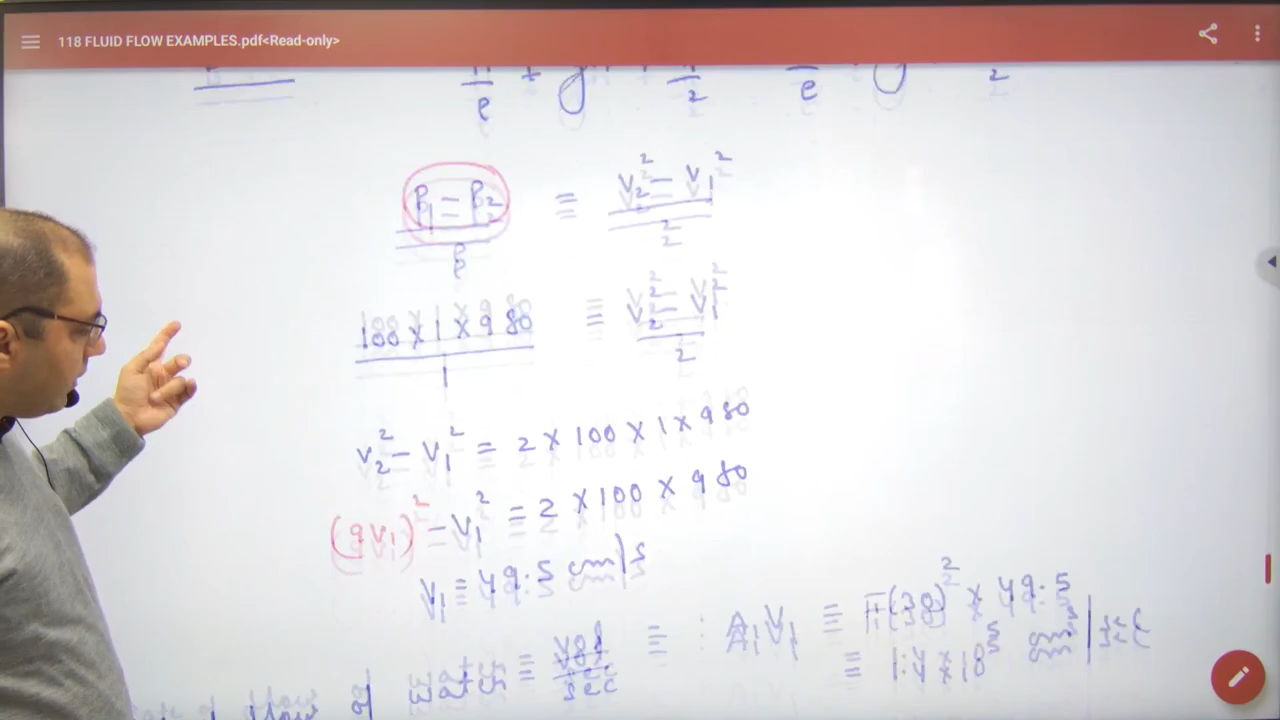 118 FLUID FLOW EXAMPLES.pdf<Read-only>
P₁ - P₂ / ρ = v₂² - v₁² / 2
100 × 1 × 980 / 1 = v₂² - v₁² / 2
v₂² - v₁² = 2 × 100 × 1 × 980
(9v₁)² - v₁² = 2 × 100 × 980
v₁ = 49.5 cm/s
flow of water = Vol / sec = A₁V₁ = π(30)² × 49.5
= 1.4 × 10⁵ cm³/sec